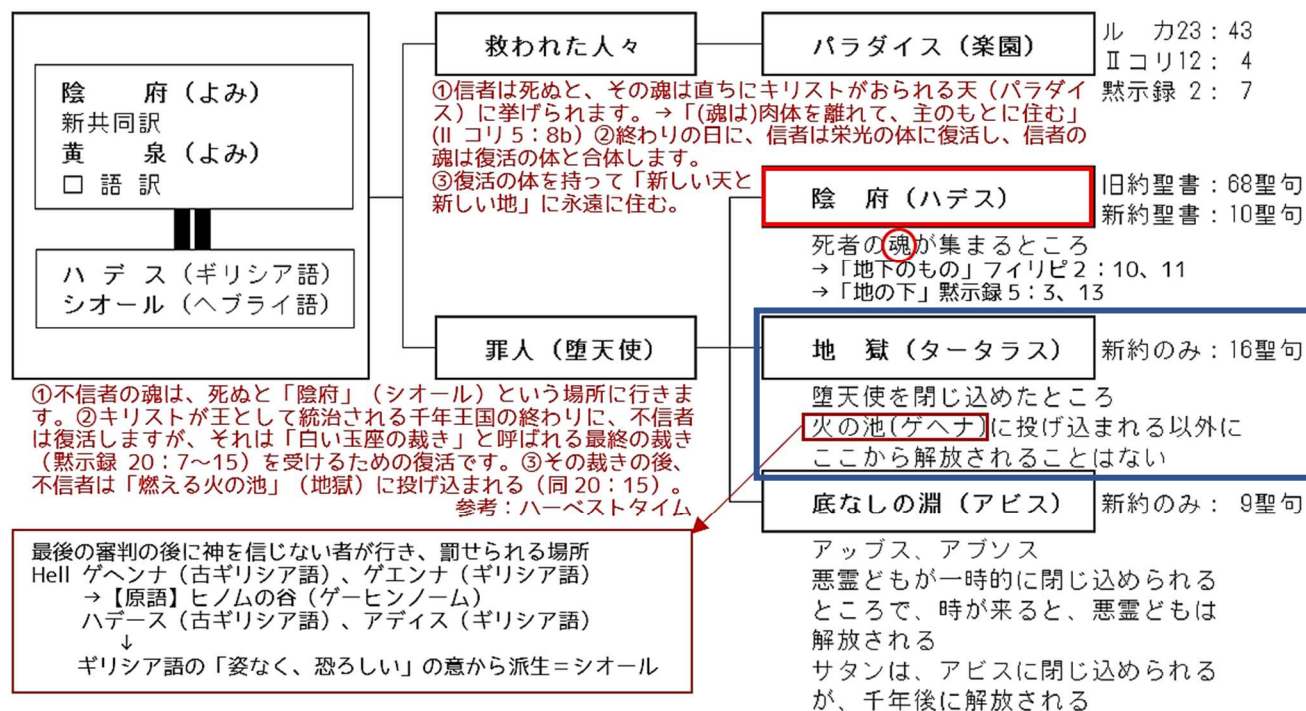 陰　府（よみ）
新共同訳
黄　泉（よみ）
口 語 訳
ハ デ ス（ギリシア語）
シオール（ヘブライ語）
救われた人々
パラダイス（楽園）
ル　カ23：43
Ⅱコリ12： 4
黙示録 2： 7
①信者は死ぬと、その魂は直ちにキリストがおられる天（パラダイ
ス）に挙げられます。→「(魂は)肉体を離れて、主のもとに住む」
(II コリ 5：8b) ②終わりの日に、信者は栄光の体に復活し、信者の
魂は復活の体と合体します。
③復活の体を持って「新しい天と
新しい地」に永遠に住む。
陰　府（ハデス）
旧約聖書：68聖句
新約聖書：10聖句
死者の魂が集まるところ
→「地下のもの」フィリピ２：10、11
→「地の下」黙示録５：3、13
罪人（堕天使）
地　獄（タータラス）
新約のみ：16聖句
堕天使を閉じ込めたところ
火の池(ゲヘナ)に投げ込まれる以外に
ここから解放されることはない
①不信者の魂は、死ぬと「陰府」（シオール）という場所に行きま
す。②キリストが王として統治される千年王国の終わりに、不信者
は復活しますが、それは「白い玉座の裁き」と呼ばれる最終の裁き
（黙示録 20：7～15）を受けるための復活です。③その裁きの後、
不信者は「燃える火の池」（地獄）に投げ込まれる（同 20：15）。
参考：ハーベストタイム
底なしの淵（アビス）
新約のみ： 9聖句
アッブス、アブソス
悪霊どもが一時的に閉じ込められる
ところで、時が来ると、悪霊どもは
解放される
サタンは、アビスに閉じ込められる
が、千年後に解放される
最後の審判の後に神を信じない者が行き、罰せられる場所
Hell ゲヘンナ（古ギリシア語）、ゲエンナ（ギリシア語）
→【原語】ヒノムの谷（ゲーヒンノーム）
ハデース（古ギリシア語）、アディス（ギリシア語）
↓
ギリシア語の「姿なく、恐ろしい」の意から派生＝シオール